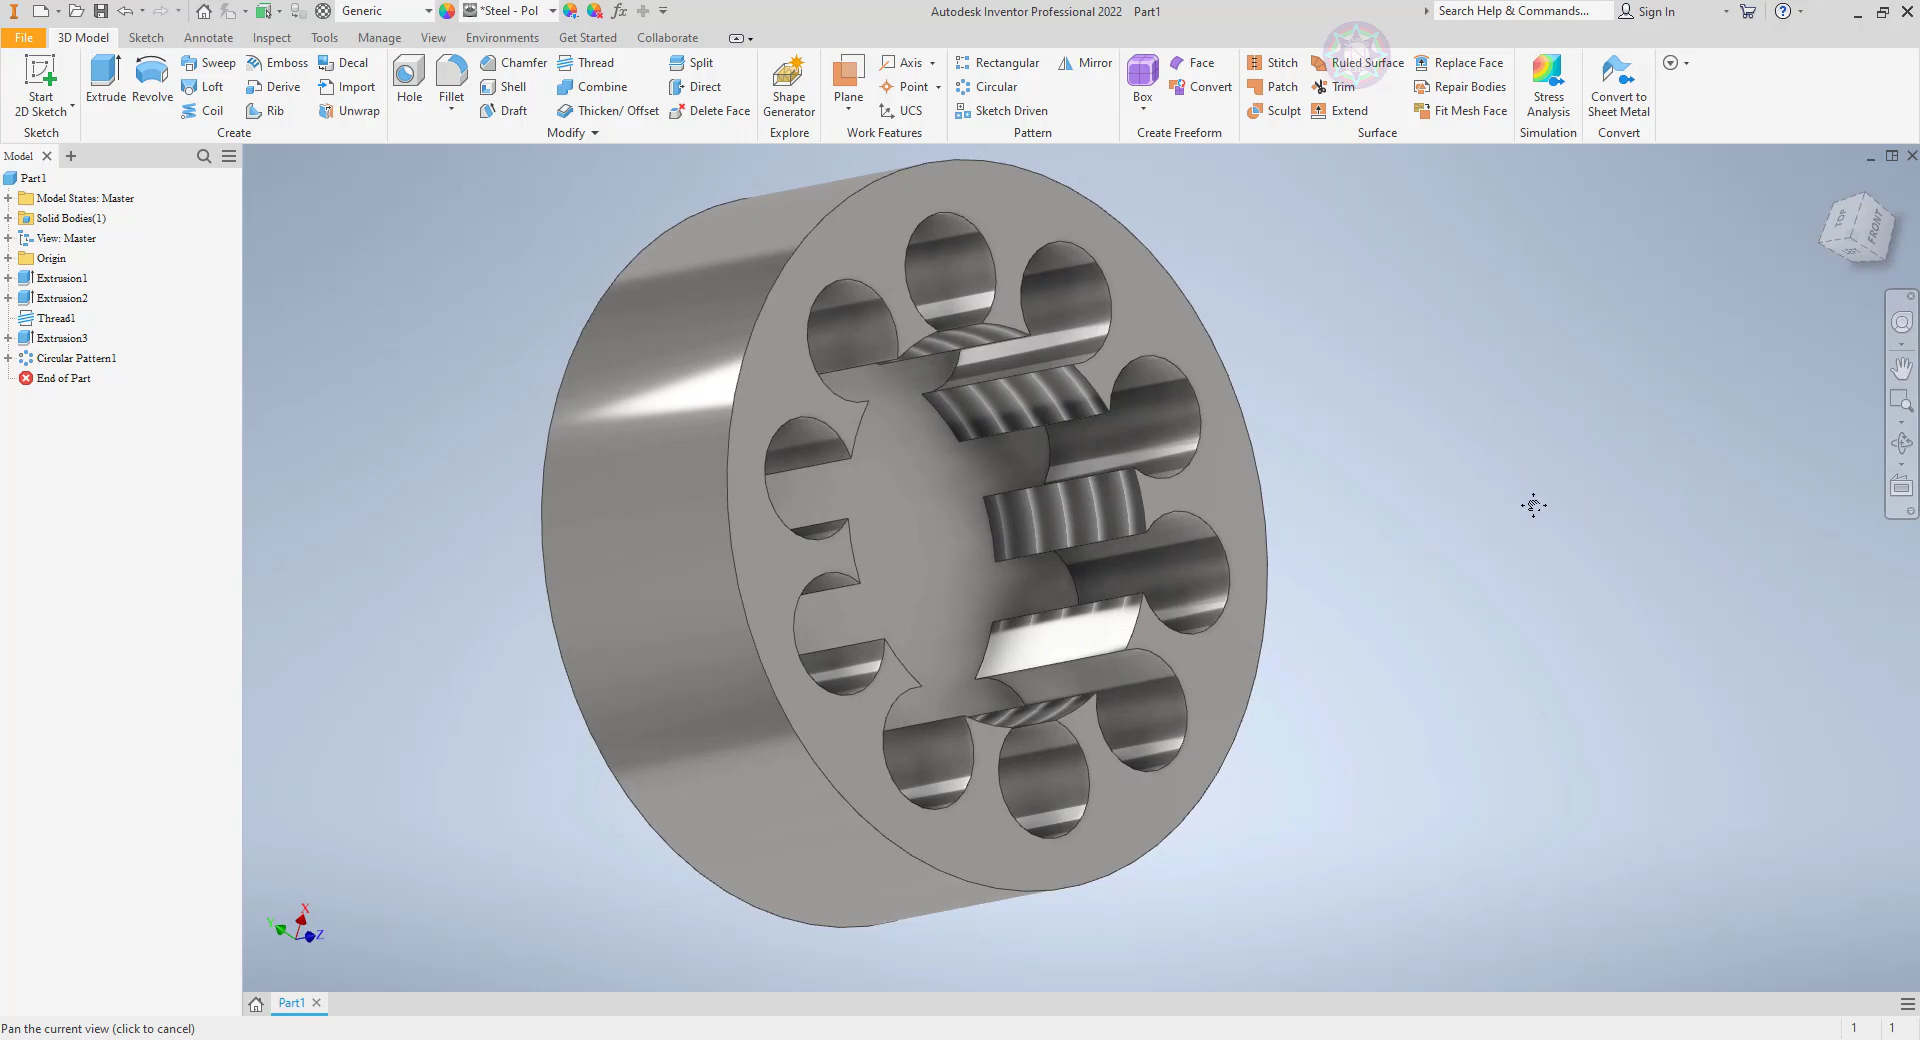 Generic
*Steel - Pol
fx
Autodesk Inventor Professional 2022 Part1
Search Help & Commands...
Sign In
File
3D Model
Sketch
Annotate
Inspect
Tools
Manage
View
Environments
Get Started
Collaborate
Start
2D Sketch
Sketch
Extrude
Revolve
Sweep
Loft
Coil
Emboss
Derive
Rib
Decal
Import
Unwrap
Create
Hole
Fillet
Chamfer
Shell
Draft
Thread
Combine
Thicken/ Offset
Split
Direct
Delete Face
Modify
Shape
Generator
Explore
Plane
Axis
Point
UCS
Work Features
Rectangular
Circular
Sketch Driven
Mirror
Pattern
Box
Face
Convert
Create Freeform
Stitch
Patch
Sculpt
Ruled Surface
Trim
Extend
Replace Face
Repair Bodies
Fit Mesh Face
Surface
Stress
Analysis
Simulation
Convert to
Sheet Metal
Convert
Model
Part1
Model States: Master
Solid Bodies(1)
View: Master
Origin
Extrusion1
Extrusion2
Thread1
Extrusion3
Circular Pattern1
End of Part
TOP
FRONT
X
Y
Z
Part1
Pan the current view (click to cancel)
1
1